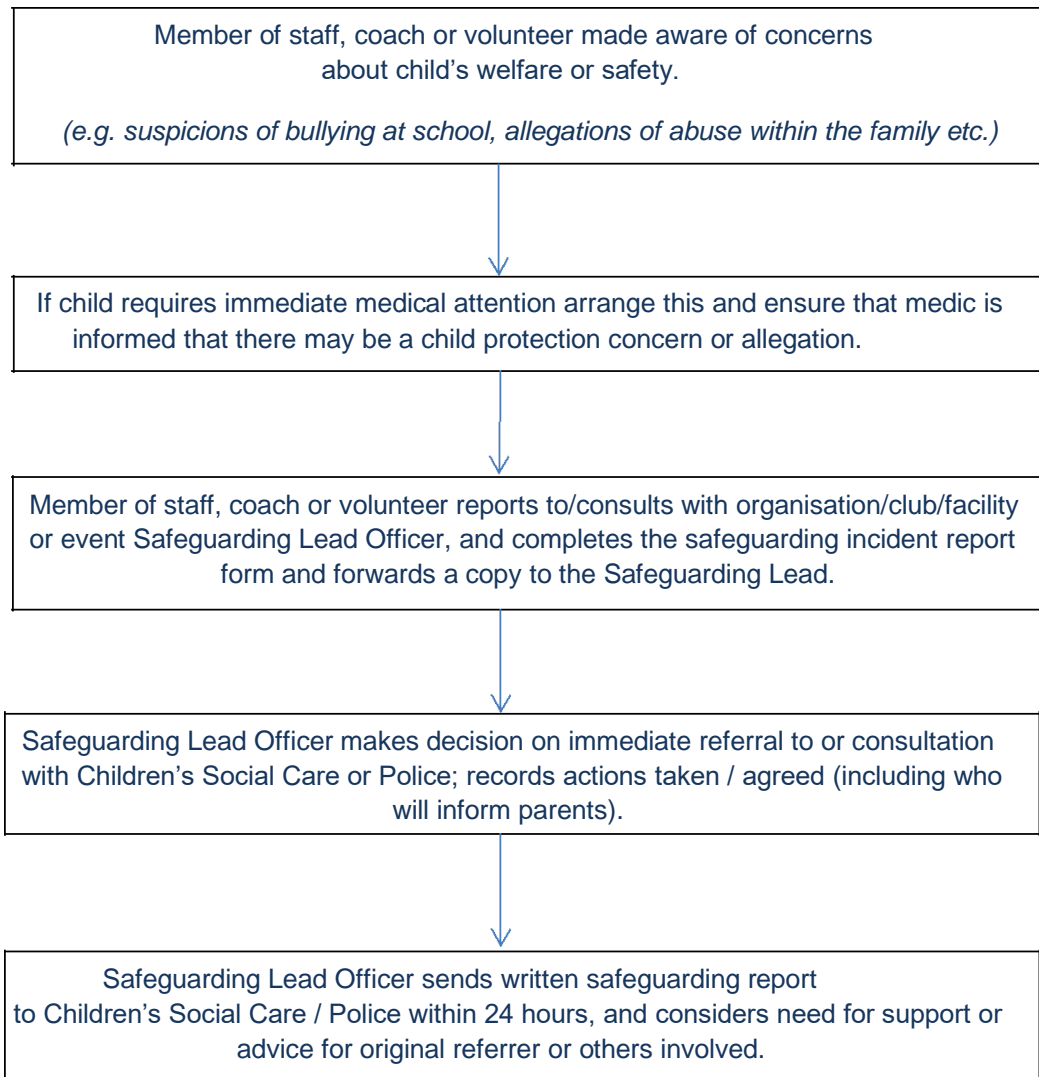 Member of staff, coach or volunteer made aware of concerns
about child’s welfare or safety.
(e.g. suspicions of bullying at school, allegations of abuse within the family etc.)
If child requires immediate medical attention arrange this and ensure that medic is
informed that there may be a child protection concern or allegation.
Member of staff, coach or volunteer reports to/consults with organisation/club/facility
or event Safeguarding Lead Officer, and completes the safeguarding incident report
form and forwards a copy to the Safeguarding Lead.
Safeguarding Lead Officer makes decision on immediate referral to or consultation
with Children’s Social Care or Police; records actions taken / agreed (including who
will inform parents).
Safeguarding Lead Officer sends written safeguarding report
to Children’s Social Care / Police within 24 hours, and considers need for support or
advice for original referrer or others involved.